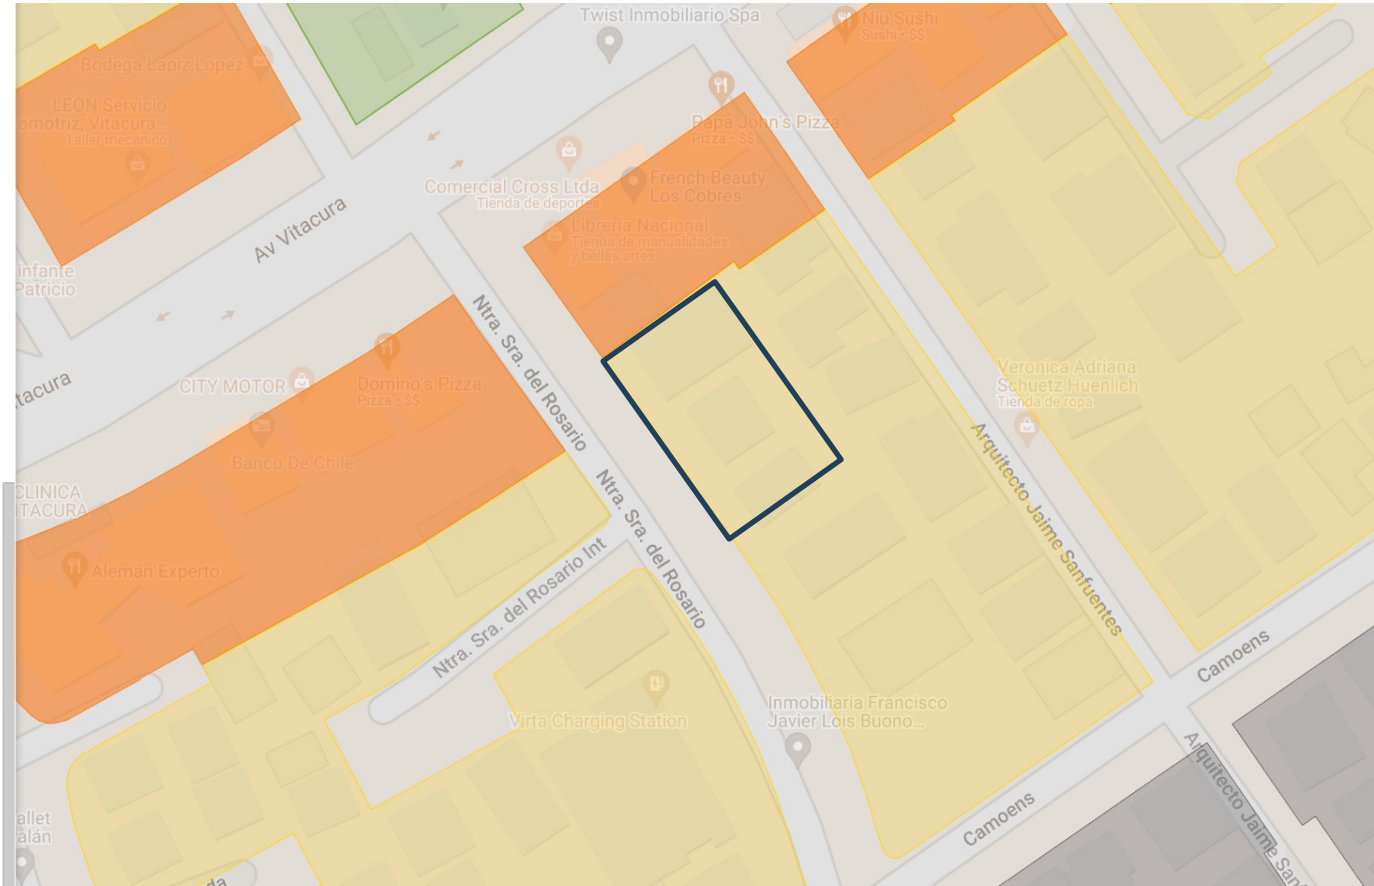 Twist Inmobiliario Spa
Niu Sushi
Sushi • $$
Bodega Lapiz Lopez
LEON Servicio
omotriz, Vitacura...
Taller mecánico
Papa John's Pizza
Pizza • $$
Comercial Cross Ltda
Tienda de deportes
French Beauty
Los Cobres
Librería Nacional
Tienda de manualidades
y bellas artes
Av Vitacura
infante
Patricio
Ntra. Sra. del Rosario
CITY MOTOR
Domino's Pizza
Pizza • $$
tacura
Veronica Adriana
Schuetz Huenlich
Tienda de ropa
Banco De Chile
CLINICA
ITACURA
Arquitecto Jaime Sanfuentes
Ntra. Sra. del Rosario
Alemán Experto
Ntra. Sra. del Rosario Int
Camoens
Virta Charging Station
Inmobiliaria Francisco
Javier Lois Buono...
Arquitecto Jaime San
Camoens
allet
alán
da